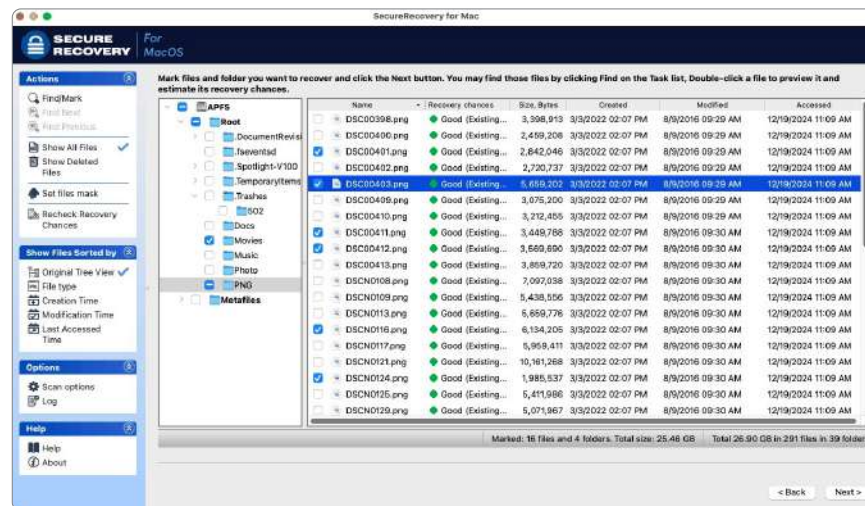 SecureRecovery for Mac
SECURE RECOVERY
For MacOS
Actions
Find/Mark
Find Next
Find Previous
Show All Files
Show Deleted
Files
Set files mask
Recheck Recovery
Chances
Show Files Sorted by
Original Tree View
File type
Creation Time
Modification Time
Last Accessed
Time
Options
Scan options
Log
Help
Help
About
Mark files and folder you want to recover and click the Next button. You may find those files by clicking Find on the Task list, Double-click a file to preview it and
estimate its recovery chances.
APFS
Root
.DocumentRevisi
.fseventsd
.Spotlight-V100
.TemporaryItems
.Trashes
502
Docs
Movies
Music
Photo
PNG
Metafiles
Name Recovery chances Size, Bytes Created Modified Accessed
DSC00398.png Good (Existing... 3,398,913 3/3/2022 02:07 PM 8/9/2016 09:29 AM 12/19/2024 11:09 AM
DSC00400.png Good (Existing... 2,459,208 3/3/2022 02:07 PM 8/9/2016 09:29 AM 12/19/2024 11:09 AM
DSC00401.png Good (Existing... 2,842,046 3/3/2022 02:07 PM 8/9/2016 09:29 AM 12/19/2024 11:09 AM
DSC00402.png Good (Existing... 2,720,737 3/3/2022 02:07 PM 8/9/2016 09:29 AM 12/19/2024 11:09 AM
DSC00403.png Good (Existing... 5,659,202 3/3/2022 02:07 PM 8/9/2016 09:29 AM 12/19/2024 11:09 AM
DSC00409.png Good (Existing... 3,075,200 3/3/2022 02:07 PM 8/9/2016 09:29 AM 12/19/2024 11:09 AM
DSC00410.png Good (Existing... 3,212,455 3/3/2022 02:07 PM 8/9/2016 09:29 AM 12/19/2024 11:09 AM
DSC00411.png Good (Existing... 3,449,768 3/3/2022 02:07 PM 8/9/2016 09:30 AM 12/19/2024 11:09 AM
DSC00412.png Good (Existing... 3,569,690 3/3/2022 02:07 PM 8/9/2016 09:30 AM 12/19/2024 11:09 AM
DSC00413.png Good (Existing... 3,859,720 3/3/2022 02:07 PM 8/9/2016 09:30 AM 12/19/2024 11:09 AM
DSCN0108.png Good (Existing... 7,097,038 3/3/2022 02:07 PM 8/9/2016 09:30 AM 12/19/2024 11:09 AM
DSCN0109.png Good (Existing... 5,438,556 3/3/2022 02:07 PM 8/9/2016 09:30 AM 12/19/2024 11:09 AM
DSCN0113.png Good (Existing... 5,659,776 3/3/2022 02:07 PM 8/9/2016 09:30 AM 12/19/2024 11:09 AM
DSCN0116.png Good (Existing... 6,134,205 3/3/2022 02:07 PM 8/9/2016 09:30 AM 12/19/2024 11:09 AM
DSCN0117.png Good (Existing... 5,959,411 3/3/2022 02:07 PM 8/9/2016 09:30 AM 12/19/2024 11:09 AM
DSCN0121.png Good (Existing... 10,161,268 3/3/2022 02:07 PM 8/9/2016 09:30 AM 12/19/2024 11:09 AM
DSCN0124.png Good (Existing... 1,985,537 3/3/2022 02:07 PM 8/9/2016 09:30 AM 12/19/2024 11:09 AM
DSCN0125.png Good (Existing... 5,411,986 3/3/2022 02:07 PM 8/9/2016 09:30 AM 12/19/2024 11:09 AM
DSCN0129.png Good (Existing... 5,071,967 3/3/2022 02:07 PM 8/9/2016 09:30 AM 12/19/2024 11:09 AM
Marked: 16 files and 4 folders. Total size: 25.46 GB Total 26.90 GB in 291 files in 39 folder
< Back Next >